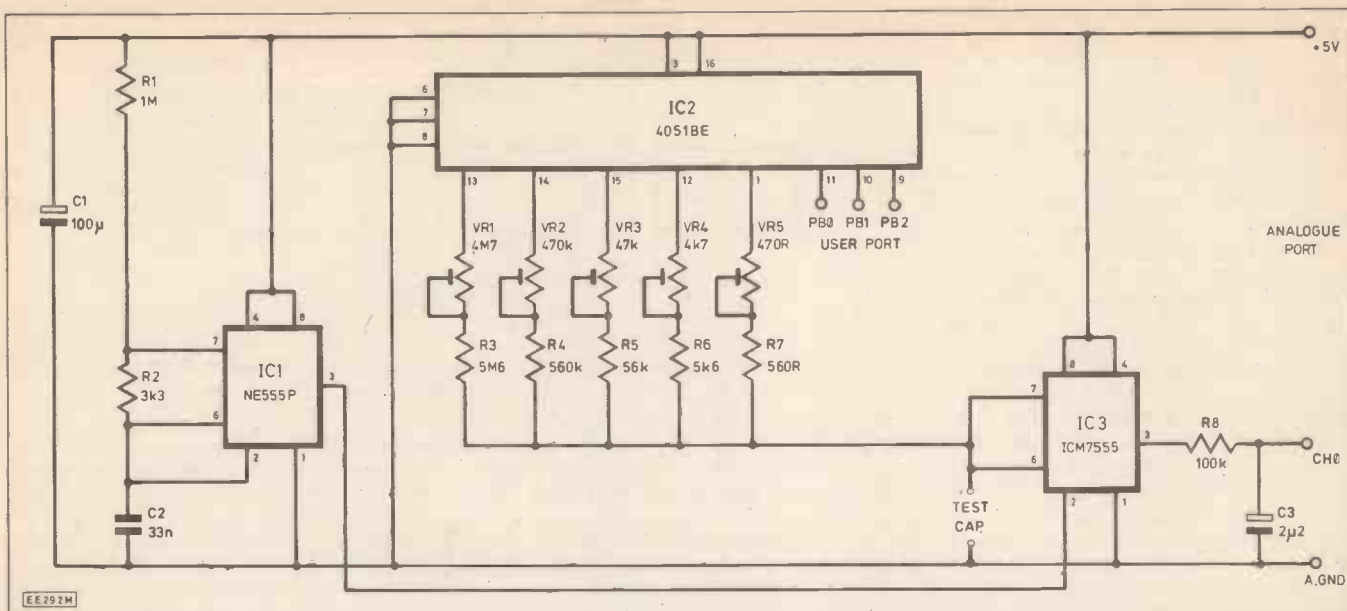 +5V
R1
1M
3
16
IC2
4051BE
6
7
8
C1
100µ
13
14
15
12
1
11
10
9
PB0
PB1
PB2
USER PORT
VR1
4M7
VR2
470k
VR3
47k
VR4
4k7
VR5
470R
ANALOGUE
PORT
4
8
7
R2
3k3
6
IC1
NE555P
3
2
1
R3
5M6
R4
560k
R5
56k
R6
5k6
R7
560R
8
4
7
6
IC3
ICM7555
3
2
1
R8
100k
CH0
C2
33n
TEST
CAP.
C3
2µ2
A.GND
EE292M